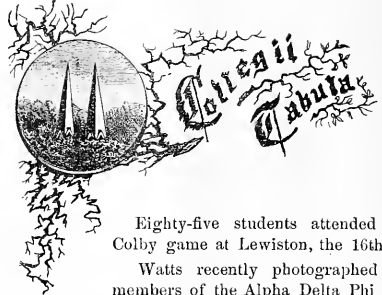 Collegii
Tabula
Eighty-five students attended
Colby game at Lewiston, the 16th
Watts recently photographed
members of the Alpha Delta Phi